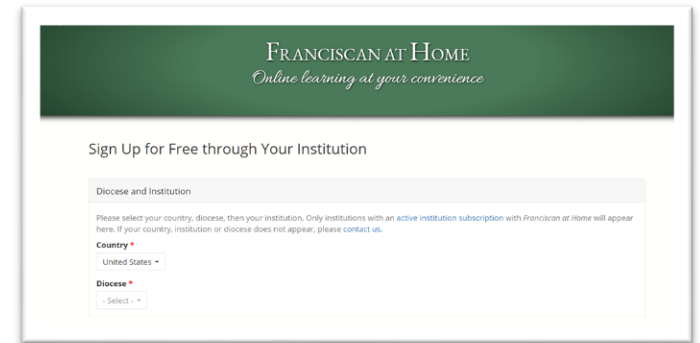 FRANCISCAN AT HOME
Online learning at your convenience
Sign Up for Free through Your Institution
Diocese and Institution
Please select your country, diocese, then your institution. Only institutions with an active institution subscription with Franciscan at Home will appear
here. If your country, institution or diocese does not appear, please contact us.
Country *
United States
Diocese *
- Select -